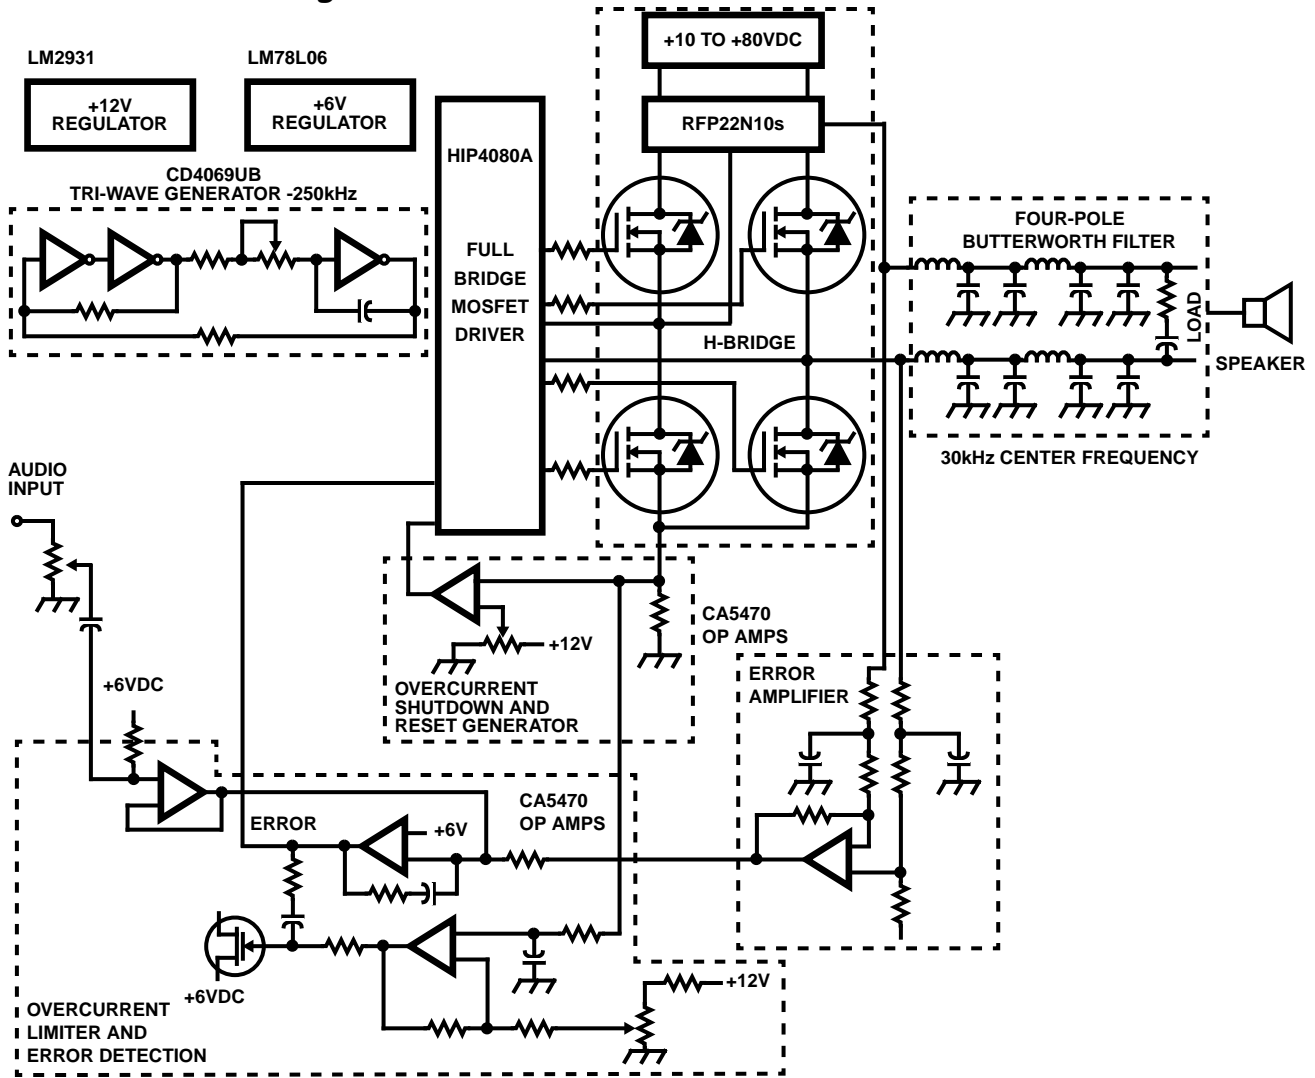 LM2931
+12V
REGULATOR
LM78L06
+6V
REGULATOR
CD4069UB
TRI-WAVE GENERATOR -250kHz
HIP4080A
FULL
BRIDGE
MOSFET
DRIVER
+10 TO +80VDC
RFP22N10s
H-BRIDGE
FOUR-POLE
BUTTERWORTH FILTER
LOAD
SPEAKER
30kHz CENTER FREQUENCY
AUDIO
INPUT
+6VDC
+12V
OVERCURRENT
SHUTDOWN AND
RESET GENERATOR
CA5470
OP AMPS
ERROR
AMPLIFIER
ERROR
+6V
CA5470
OP AMPS
+6VDC
+12V
OVERCURRENT
LIMITER AND
ERROR DETECTION